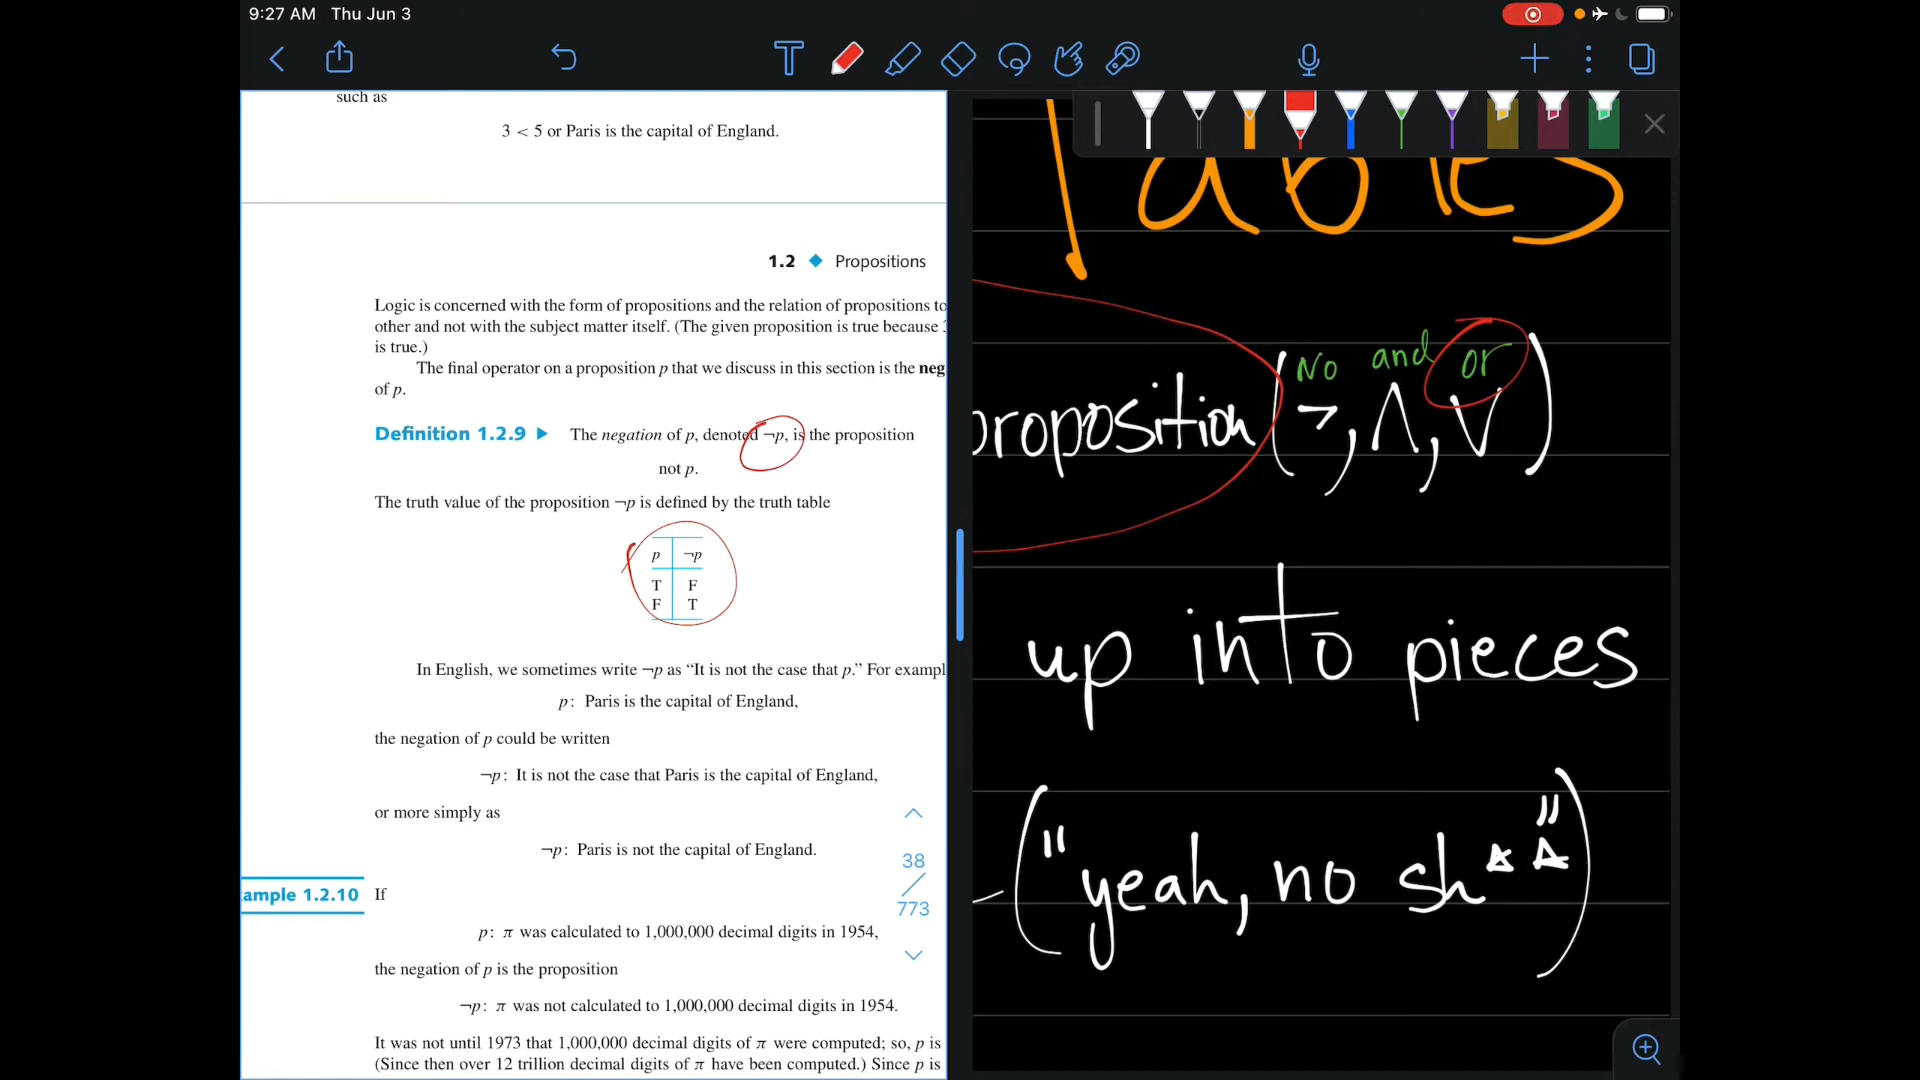 9:27 AM Thu Jun 3
such as
3 < 5 or Paris is the capital of England.
1.2 ◆ Propositions
Logic is concerned with the form of propositions and the relation of propositions to
other and not with the subject matter itself. (The given proposition is true because
is true.)
The final operator on a proposition p that we discuss in this section is the neg
of p.
Definition 1.2.9 ▶ The negation of p, denoted ¬p, is the proposition
not p.
The truth value of the proposition ¬p is defined by the truth table
p ¬p
T F
F T
In English, we sometimes write ¬p as “It is not the case that p.” For exampl
p: Paris is the capital of England,
the negation of p could be written
¬p: It is not the case that Paris is the capital of England,
or more simply as
¬p: Paris is not the capital of England.
ample 1.2.10 If
p: π was calculated to 1,000,000 decimal digits in 1954,
the negation of p is the proposition
¬p: π was not calculated to 1,000,000 decimal digits in 1954.
It was not until 1973 that 1,000,000 decimal digits of π were computed; so, p is
(Since then over 12 trillion decimal digits of π have been computed.) Since p is
38
773
Tables
No and or
proposition (¬, ∧, ∨)
up into pieces
- ("yeah, no sh**")